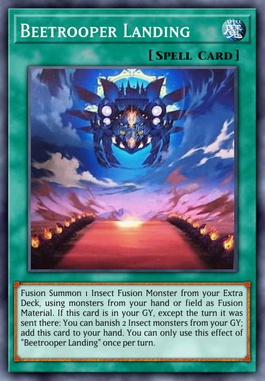 Beetrooper Landing
[Spell Card]
Fusion Summon 1 Insect Fusion Monster from your Extra
Deck, using monsters from your hand or field as Fusion
Material. If this card is in your GY, except the turn it was
sent there: You can banish 2 Insect monsters from your GY;
add this card to your hand. You can only use this effect of
"Beetrooper Landing" once per turn.